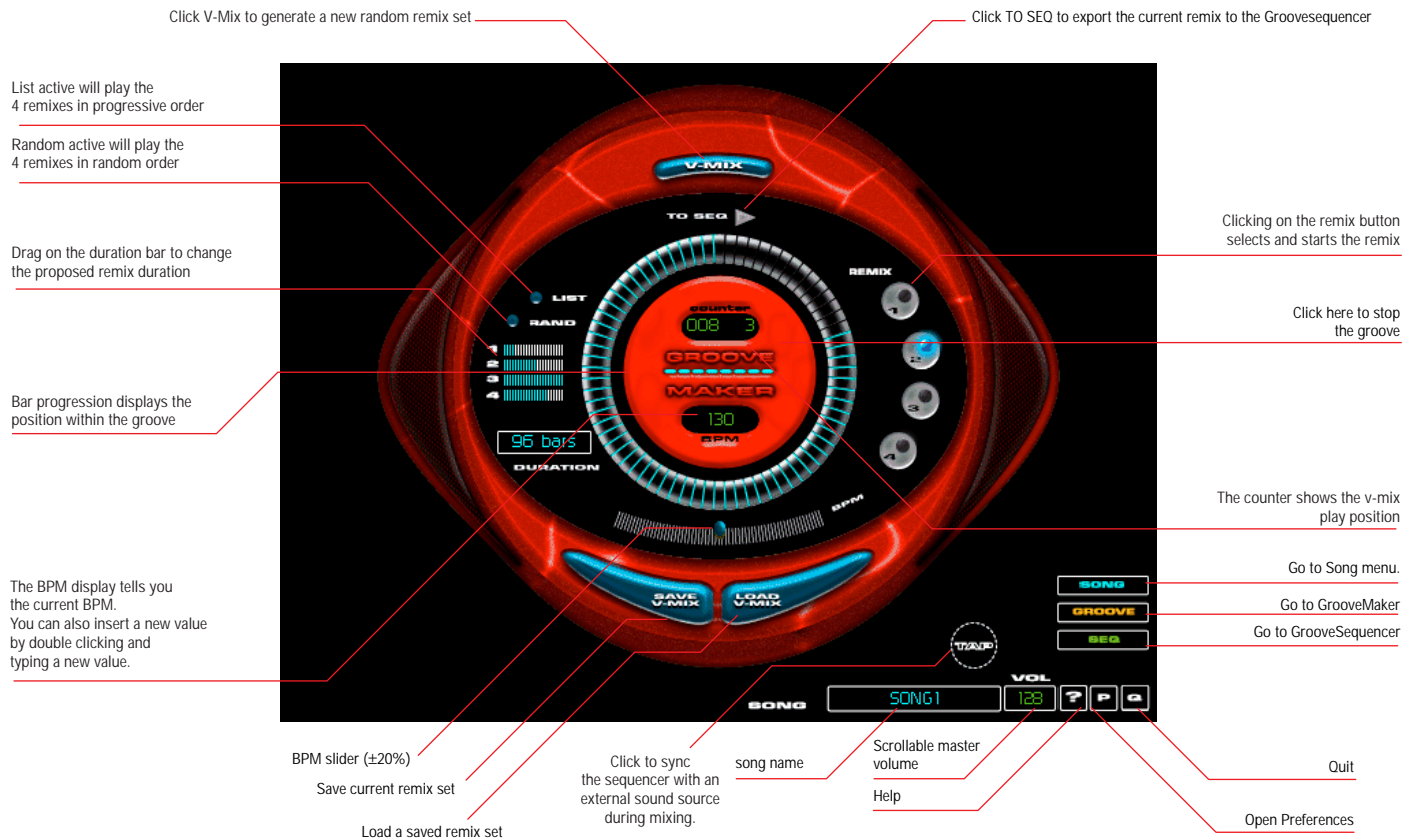 Click V-Mix to generate a new random remix set
Click TO SEQ to export the current remix to the Groovesequencer
List active will play the
4 remixes in progressive order
Random active will play the
4 remixes in random order
Drag on the duration bar to change
the proposed remix duration
Bar progression displays the
position within the groove
The BPM display tells you
the current BPM.
You can also insert a new value
by double clicking and
typing a new value.
V-MIX
TO SEQ
LIST
RAND
1
2
3
4
96 bars
DURATION
counter
008 3
GROOVE
MAKER
130
BPM
REMIX
1
2
3
4
BPM
SAVE
V-MIX
LOAD
V-MIX
TAP
SONG
GROOVE
SEQ
VOL
SONG
SONG1
128
?
P
Q
Clicking on the remix button
selects and starts the remix
Click here to stop
the groove
The counter shows the v-mix
play position
Go to Song menu.
Go to GrooveMaker
Go to GrooveSequencer
BPM slider (±20%)
Save current remix set
Load a saved remix set
Click to sync
the sequencer with an
external sound source
during mixing.
song name
Scrollable master
volume
Help
Quit
Open Preferences